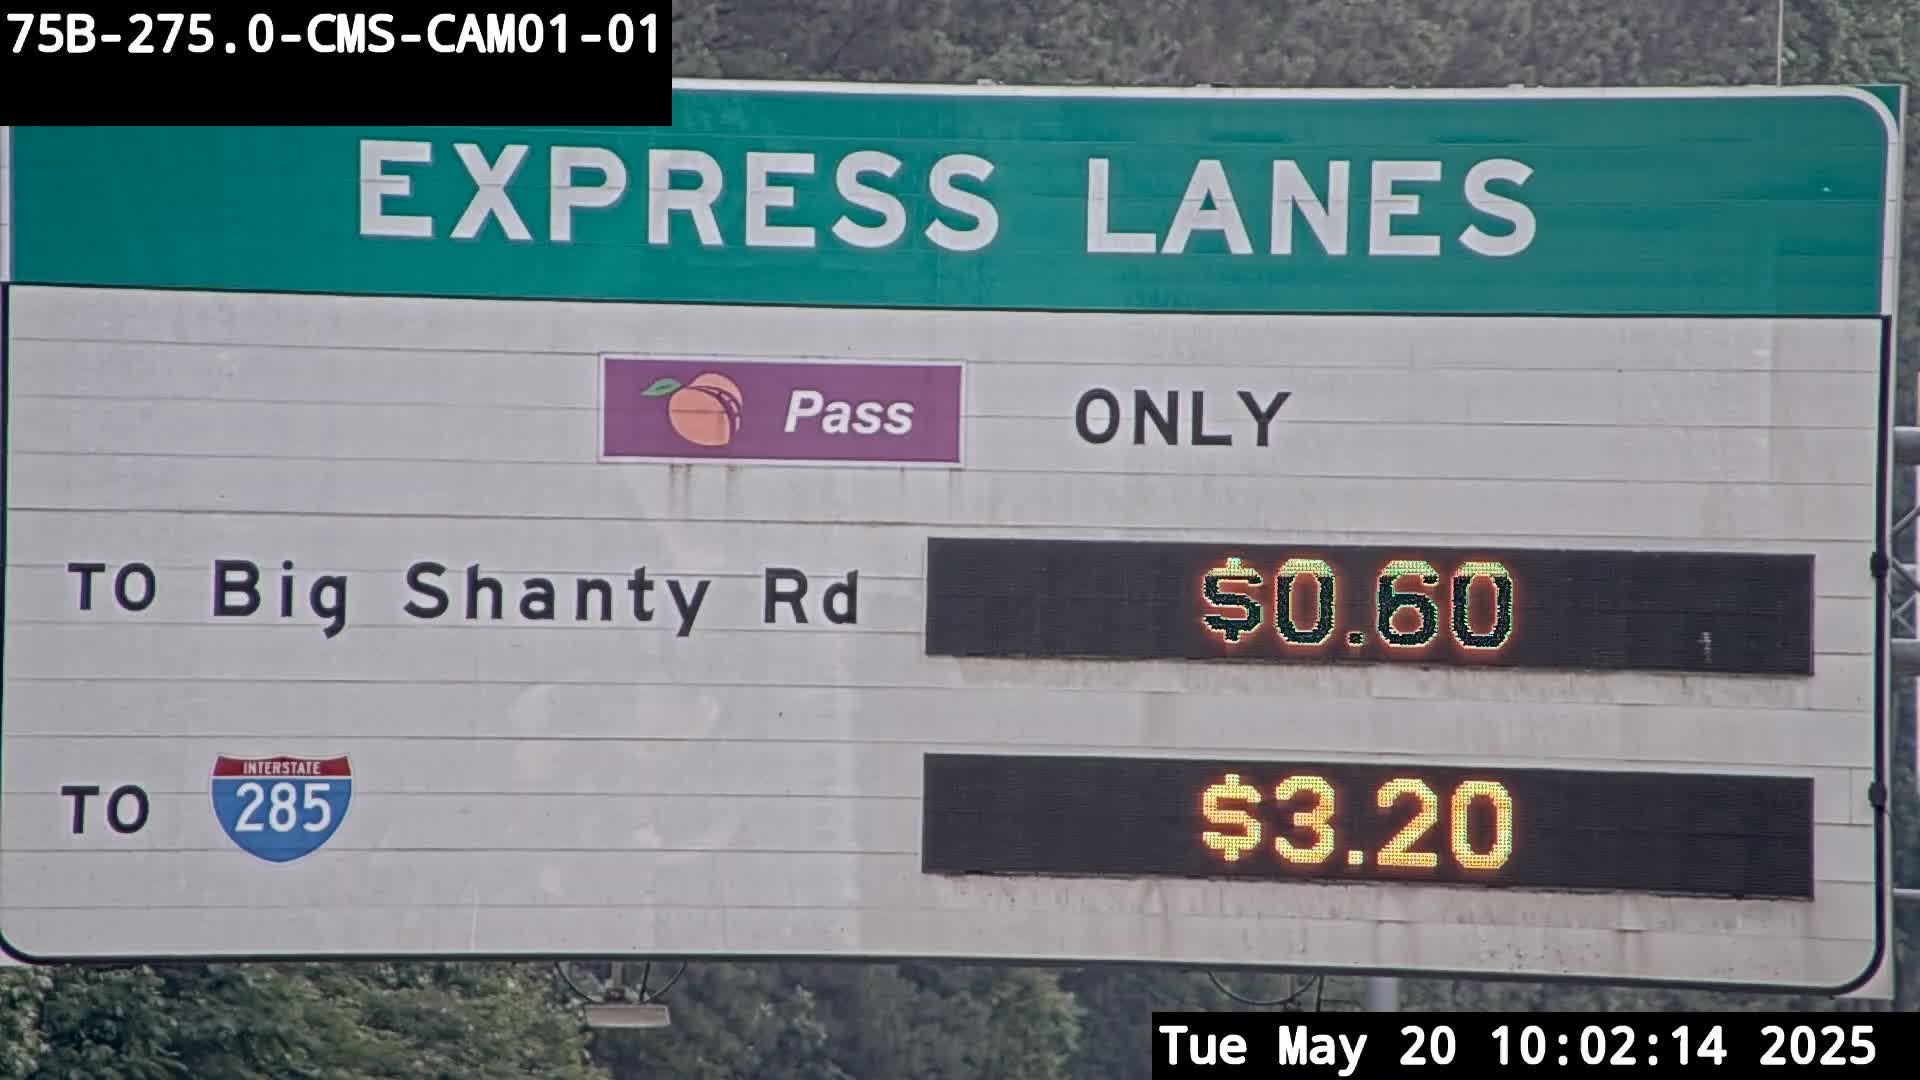 75B-275.0-CMS-CAM01-01
EXPRESS LANES
Pass ONLY
TO Big Shanty Rd $0.60
TO INTERSTATE 285 $3.20
Tue May 20 10:02:14 2025